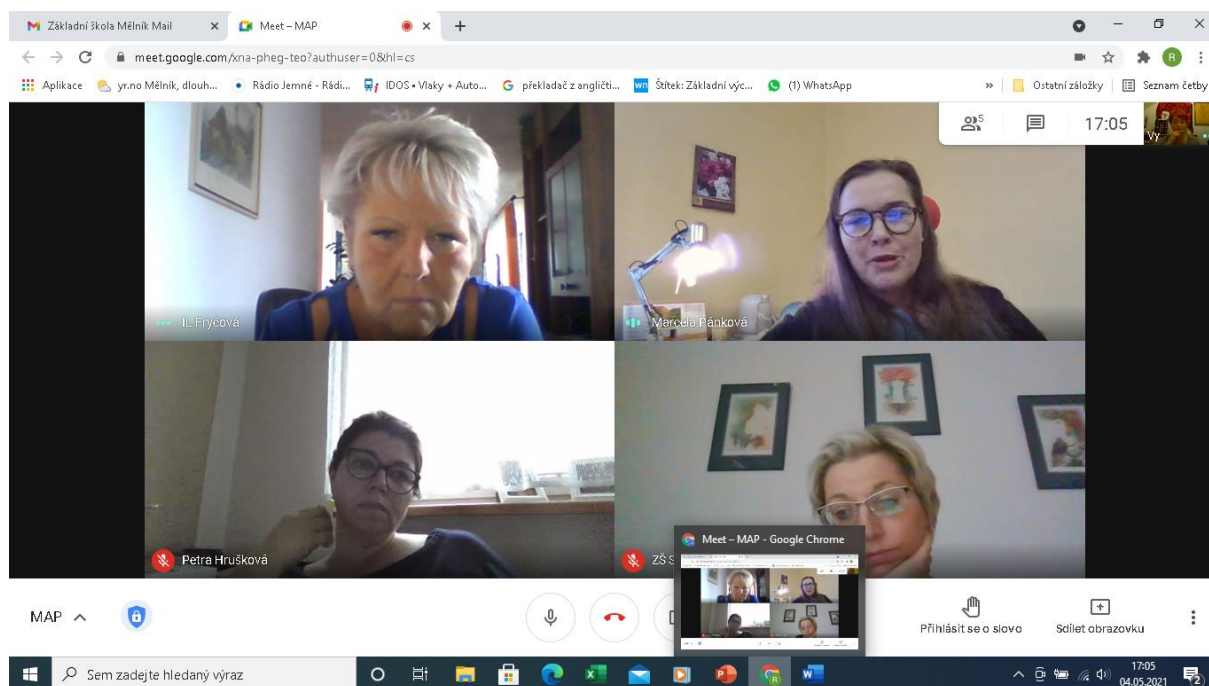 Základní škola Mělník Mail
Meet – MAP
meet.google.com/xna-pheg-teo?authuser=0&hl=cs
R
Aplikace
yr.no Mělník, dlouh...
Rádio Jemné - Rádi...
IDOS • Vlaky + Auto...
překladač z angličti...
wn Štítek: Základní výc...
(1) WhatsApp
»
Ostatní záložky
Seznam četby
5
17:05
Vy
IL Frycová
Marcela Pánková
Petra Hrušková
ZŠ S
Meet – MAP - Google Chrome
MAP
Přihlásit se o slovo
Sdílet obrazovku
Sem zadejte hledaný výraz
17:05
04.05.2021
2